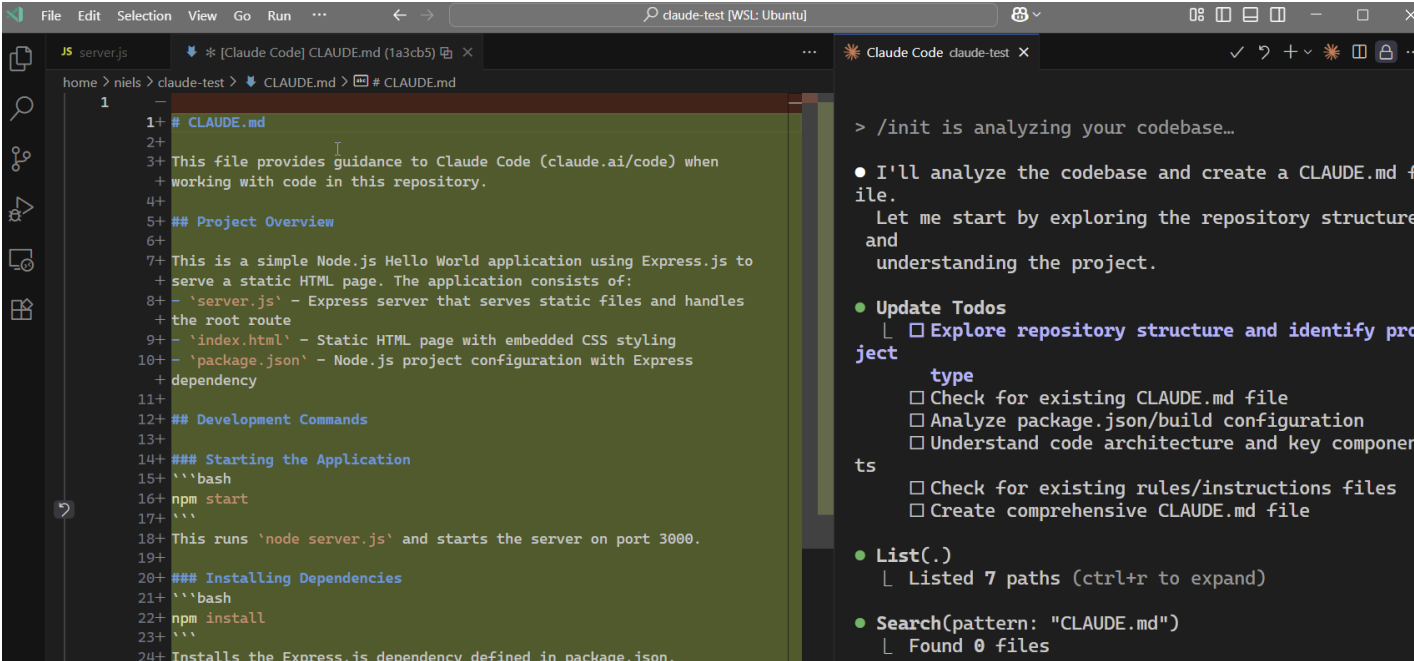 File Edit Selection View Go Run ··· claude-test [WSL: Ubuntu]
JS server.js
[Claude Code] CLAUDE.md (1a3cb5)
home > niels > claude-test > CLAUDE.md > # CLAUDE.md
1 −
1+ # CLAUDE.md
2+
3+ This file provides guidance to Claude Code (claude.ai/code) when
+ working with code in this repository.
4+
5+ ## Project Overview
6+
7+ This is a simple Node.js Hello World application using Express.js to
+ serve a static HTML page. The application consists of:
8+ - `server.js` - Express server that serves static files and handles
+ the root route
9+ - `index.html` - Static HTML page with embedded CSS styling
10+ - `package.json` - Node.js project configuration with Express
+ dependency
11+
12+ ## Development Commands
13+
14+ ### Starting the Application
15+ ```bash
16+ npm start
17+ ```
18+ This runs `node server.js` and starts the server on port 3000.
19+
20+ ### Installing Dependencies
21+ ```bash
22+ npm install
23+ ```
24+ Installs the Express.js dependency defined in package.json.
Claude Code claude-test
> /init is analyzing your codebase…
● I'll analyze the codebase and create a CLAUDE.md f
ile.
Let me start by exploring the repository structure
and
understanding the project.
● Update Todos
⎿ ☐ Explore repository structure and identify pro
ject
type
☐ Check for existing CLAUDE.md file
☐ Analyze package.json/build configuration
☐ Understand code architecture and key componen
ts
☐ Check for existing rules/instructions files
☐ Create comprehensive CLAUDE.md file
● List(.)
⎿ Listed 7 paths (ctrl+r to expand)
● Search(pattern: "CLAUDE.md")
⎿ Found 0 files